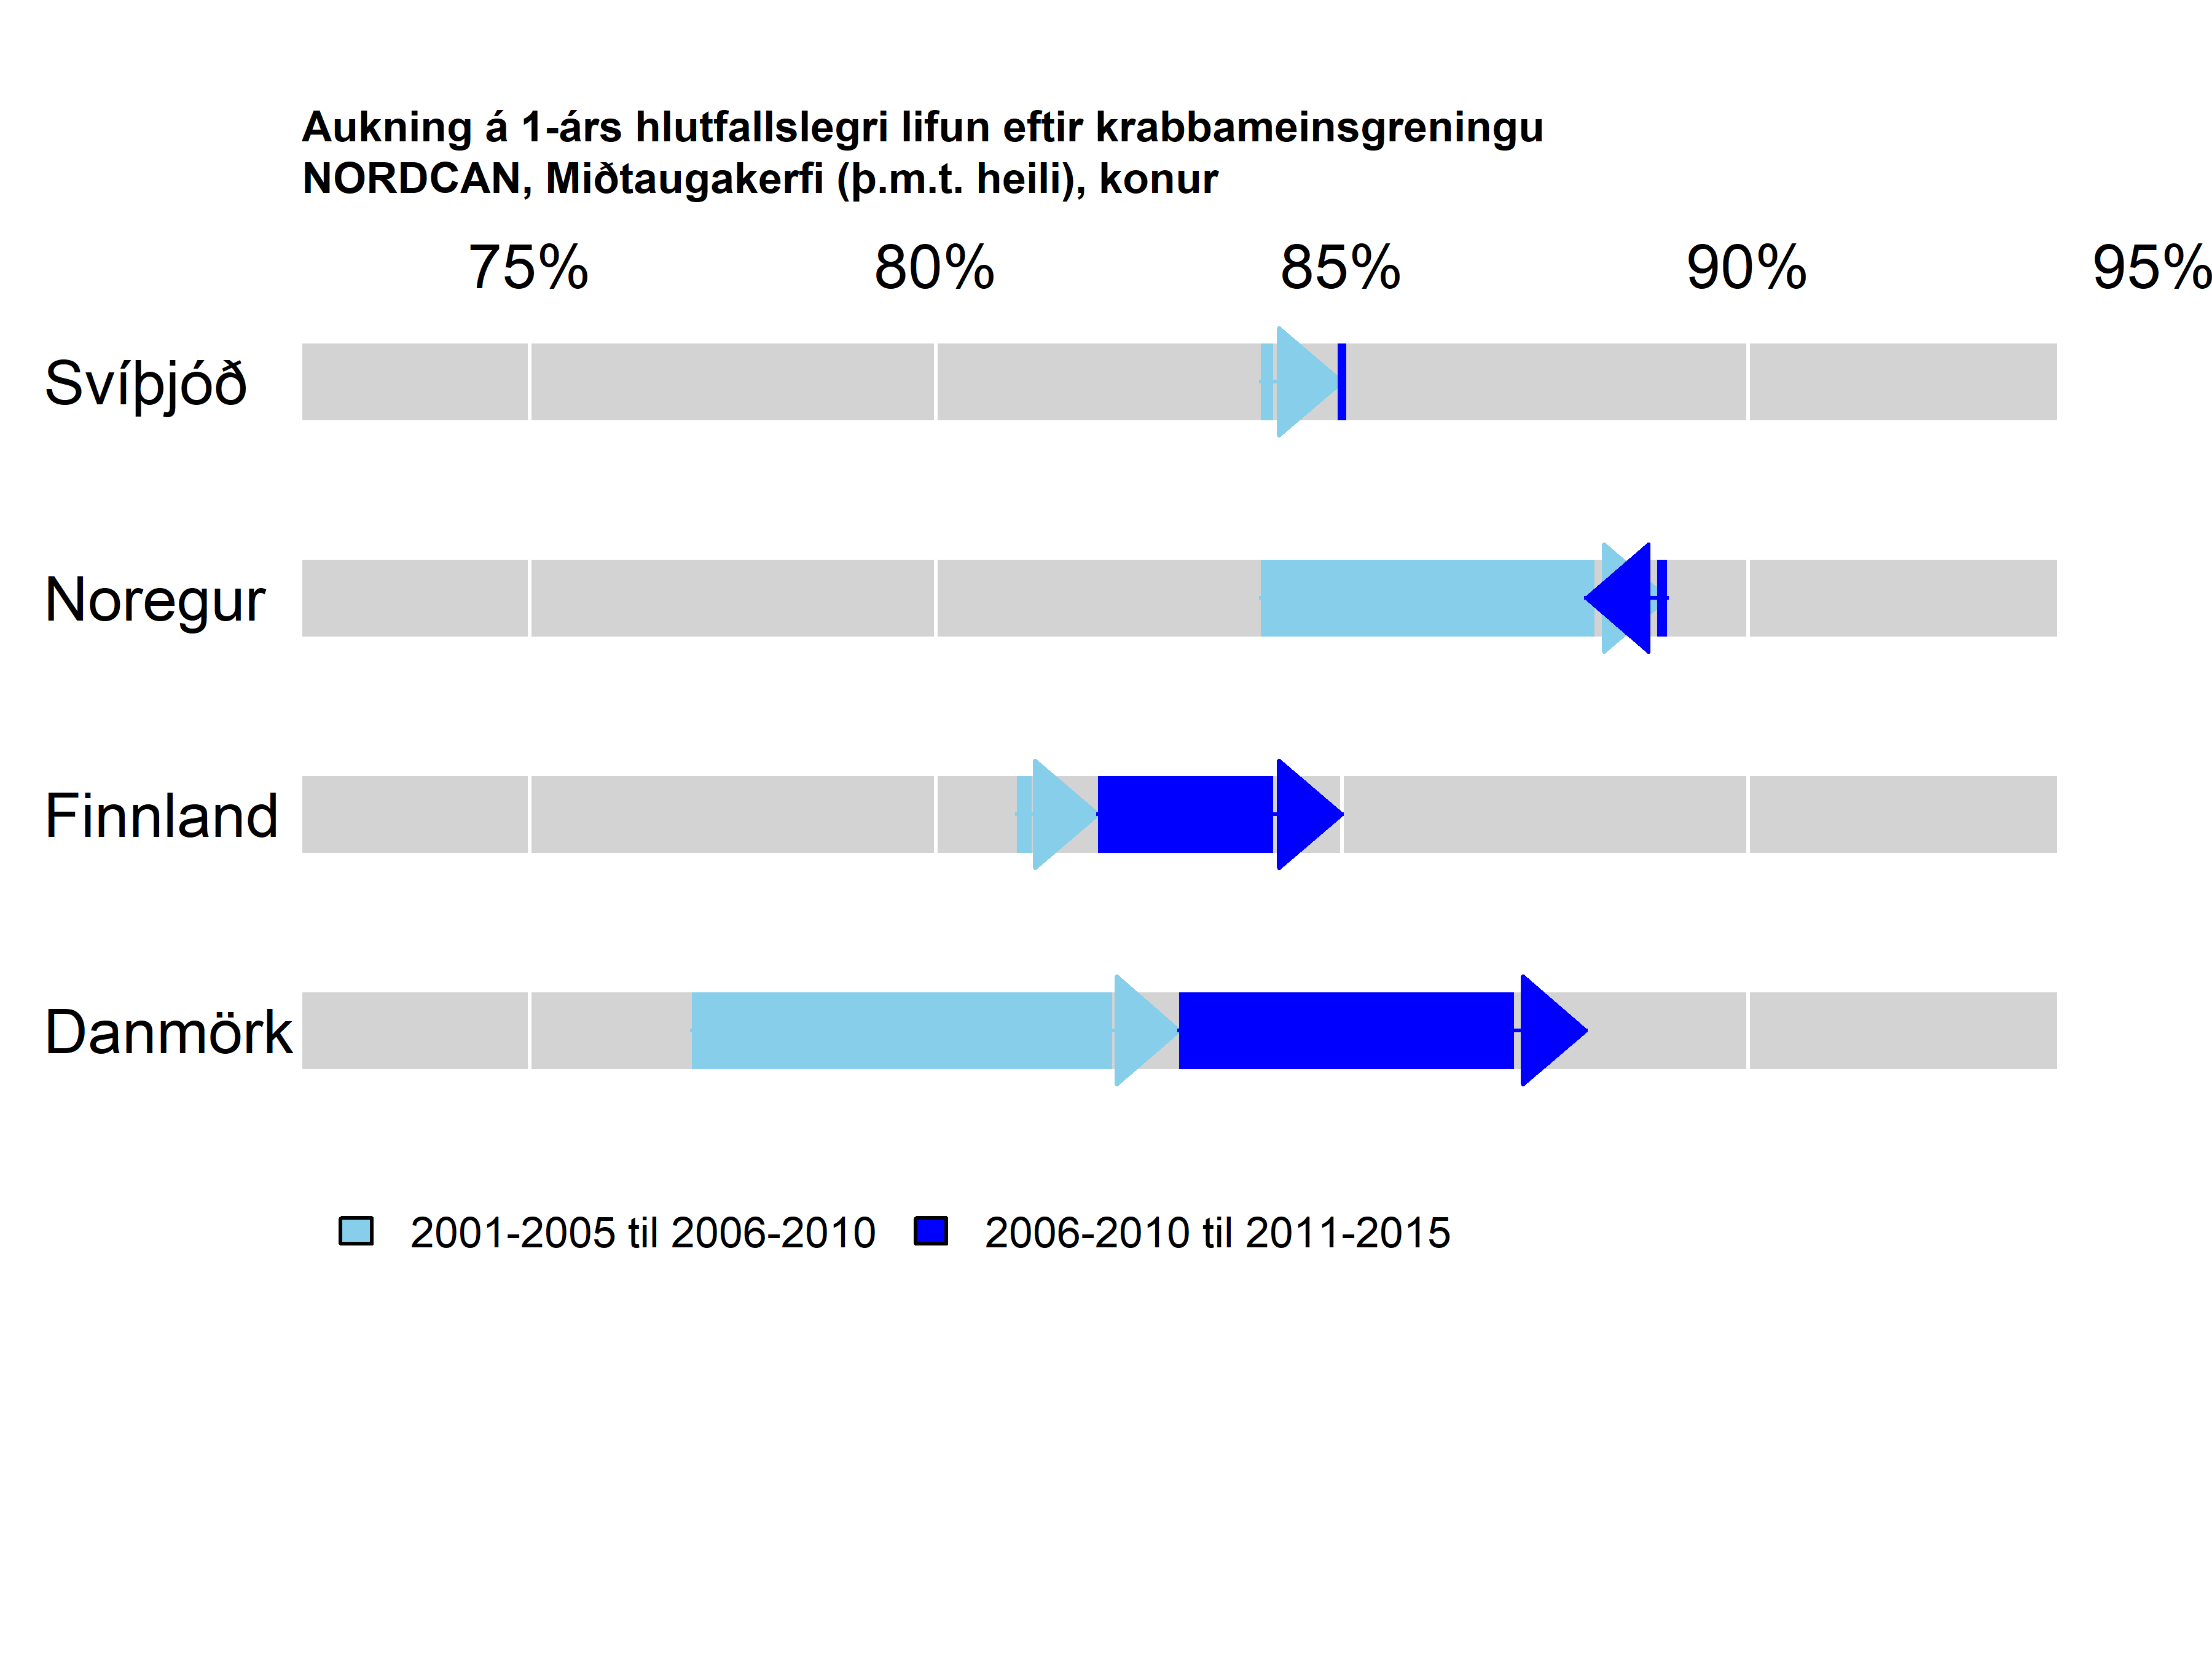 Aukning á 1-árs hlutfallslegri lifun eftir krabbameinsgreningu
NORDCAN, Miðtaugakerfi (þ.m.t. heili), konur
75% 80% 85% 90% 95%
Svíþjóð
Noregur
Finnland
Danmörk
2001-2005 til 2006-2010 2006-2010 til 2011-2015